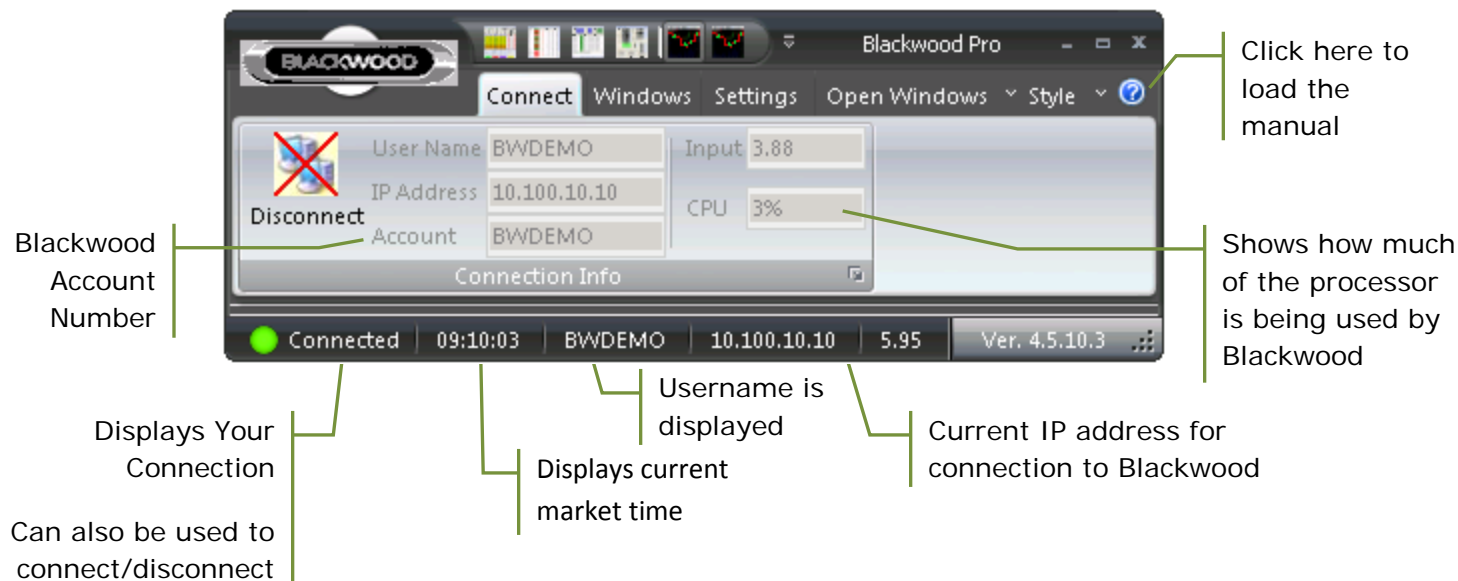 BLACKWOOD
Blackwood Pro
Connect Windows Settings Open Windows Style
User Name BWDEMO Input 3.88
IP Address 10.100.10.10
CPU 3%
Disconnect
Account BWDEMO
Connection Info
Connected 09:10:03 BWDEMO 10.100.10.10 5.95 Ver. 4.5.10.3
Click here to
load the
manual
Blackwood
Account
Number
Shows how much
of the processor
is being used by
Blackwood
Username is
displayed
Displays Your
Connection
Current IP address for
connection to Blackwood
Displays current
market time
Can also be used to
connect/disconnect